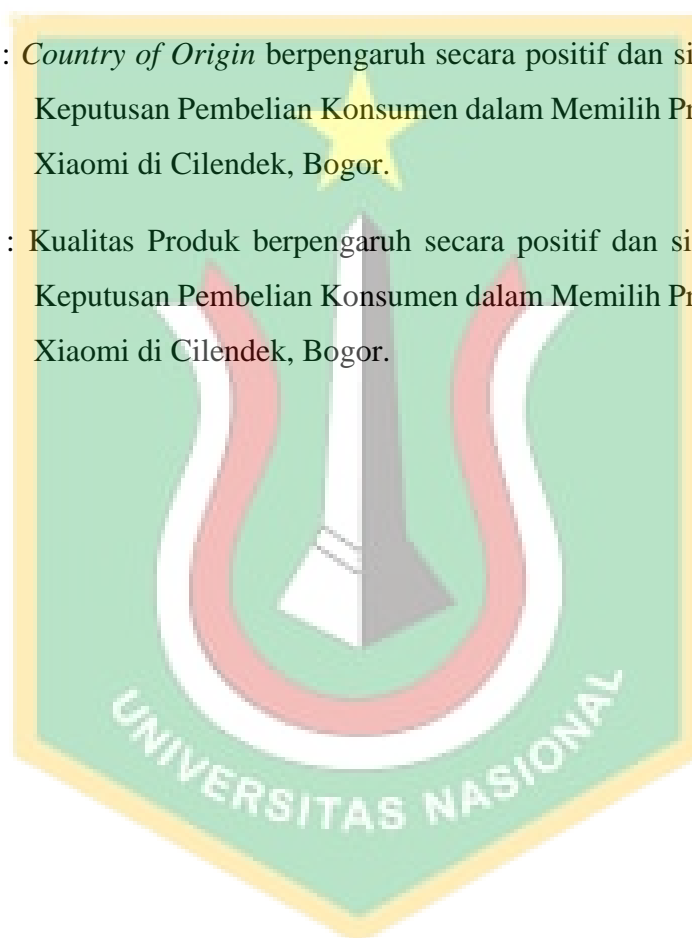 : Country of Origin berpengaruh secara positif dan si
Keputusan Pembelian Konsumen dalam Memilih Pr
Xiaomi di Cilendek, Bogor.
: Kualitas Produk berpengaruh secara positif dan si
Keputusan Pembelian Konsumen dalam Memilih Pr
Xiaomi di Cilendek, Bogor.
UNIVERSITAS NASIONAL